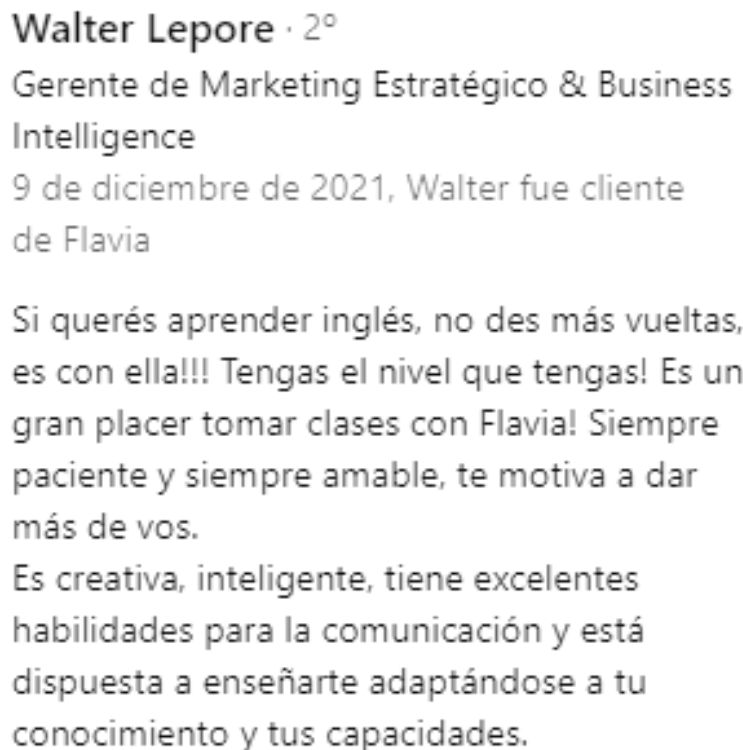 Walter Lepore · 2º
Gerente de Marketing Estratégico & Business
Intelligence
9 de diciembre de 2021, Walter fue cliente
de Flavia
Si querés aprender inglés, no des más vueltas,
es con ella!!! Tengas el nivel que tengas! Es un
gran placer tomar clases con Flavia! Siempre
paciente y siempre amable, te motiva a dar
más de vos.
Es creativa, inteligente, tiene excelentes
habilidades para la comunicación y está
dispuesta a enseñarte adaptándose a tu
conocimiento y tus capacidades.